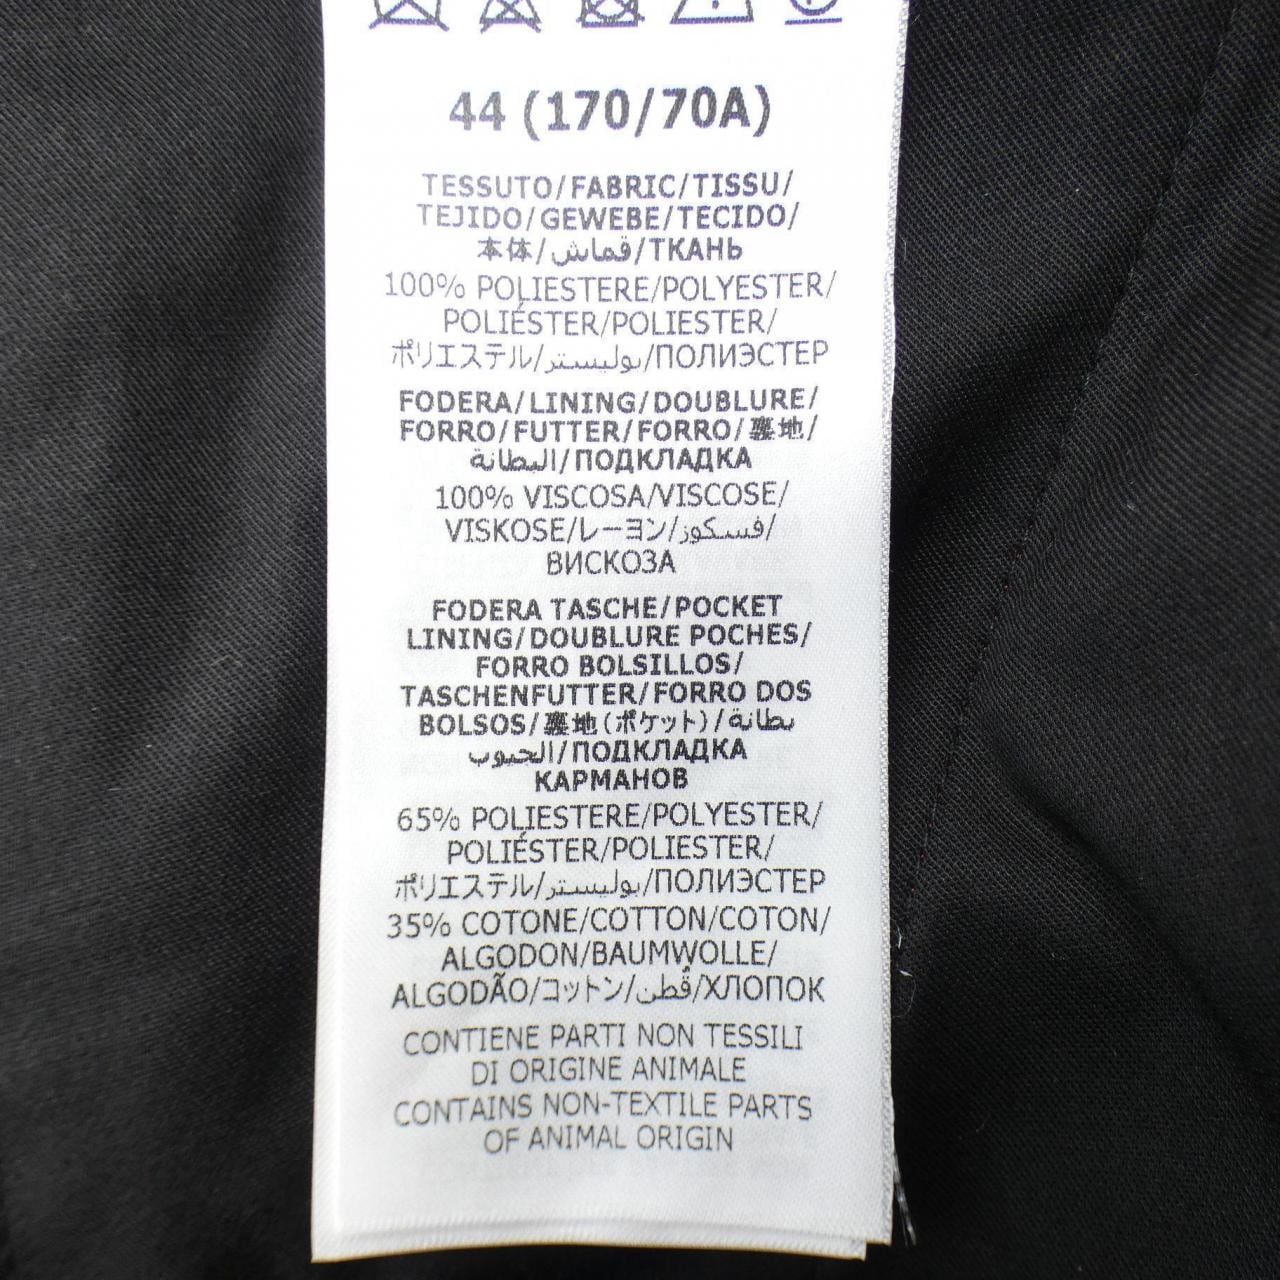 44 (170/70A)
TESSUTO/FABRIC/TISSU/
TEJIDO/GEWEBE/TECIDO/
本体/قماش/ТКАНЬ
100% POLIESTERE/POLYESTER/
POLIÉSTER/POLIESTER/
ポリエステル/بوليستر/ПОЛИЭСТЕР
FODERA/LINING/DOUBLURE/
FORRO/FUTTER/FORRO/裏地/
البطانة/ПОДКЛАДКА
100% VISCOSA/VISCOSE/
VISKOSE/レーヨン/فسكوز/
ВИСКОЗА
FODERA TASCHE/POCKET
LINING/DOUBLURE POCHES/
FORRO BOLSILLOS/
TASCHENFUTTER/FORRO DOS
BOLSOS/裏地(ポケット)/بطانة
الجيوب/ПОДКЛАДКА
КАРМАНОВ
65% POLIESTERE/POLYESTER/
POLIÉSTER/POLIESTER/
ポリエステル/بوليستر/ПОЛИЭСТЕР
35% COTONE/COTTON/COTON/
ALGODON/BAUMWOLLE/
ALGODÃO/コットン/قُطن/ХЛОПОК
CONTIENE PARTI NON TESSILI
DI ORIGINE ANIMALE
CONTAINS NON-TEXTILE PARTS
OF ANIMAL ORIGIN